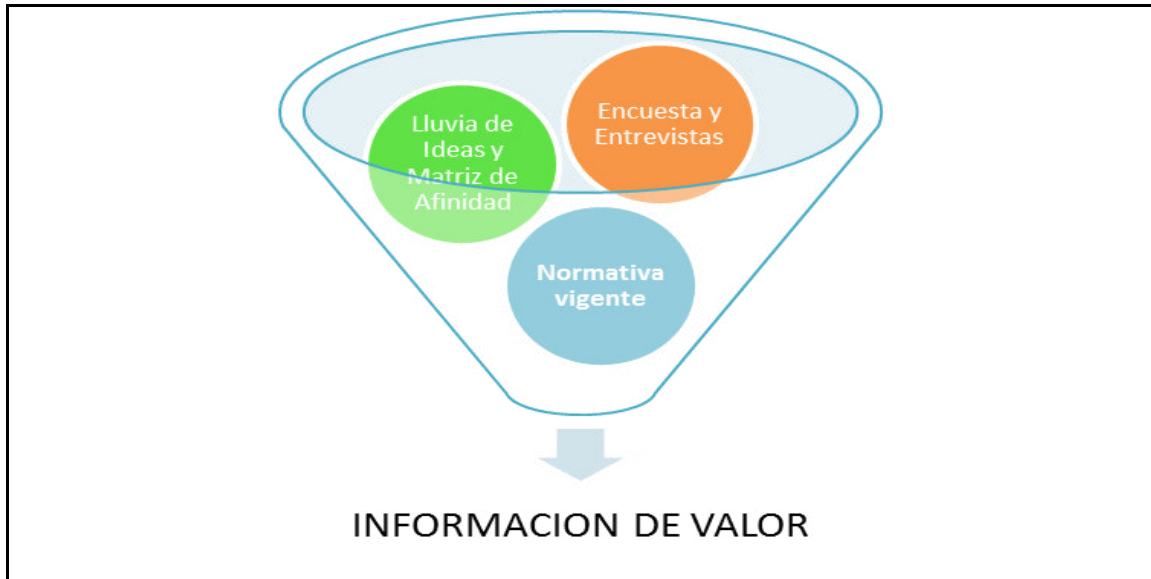 Lluvia de
Ideas y
Matriz de
Afinidad
Encuesta y
Entrevistas
Normativa
vigente
INFORMACION DE VALOR